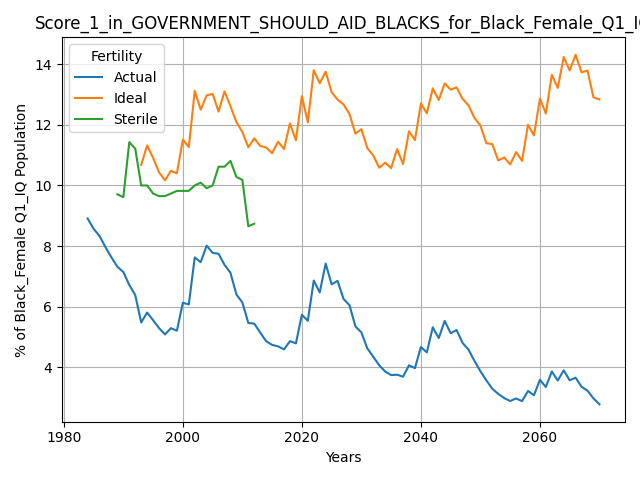 Score_1_in_GOVERNMENT_SHOULD_AID_BLACKS_for_Black_Female_Q1_IQ
Fertility
Actual
Ideal
Sterile
% of Black_Female Q1_IQ Population
14
12
10
8
6
4
1980
2000
2020
2040
2060
Years